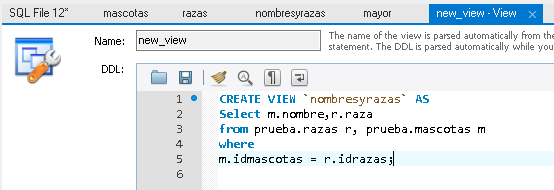 SQL File 12* mascotas razas nombresyrazas mayor new_view - View
Name: new_view The name of the view is parsed automatically from the
statement. The DDL is parsed automatically while you
DDL:
1 CREATE VIEW `nombresyrazas` AS
2 Select m.nombre,r.raza
3 from prueba.razas r, prueba.mascotas m
4 where
5 m.idmascotas = r.idrazas;
6